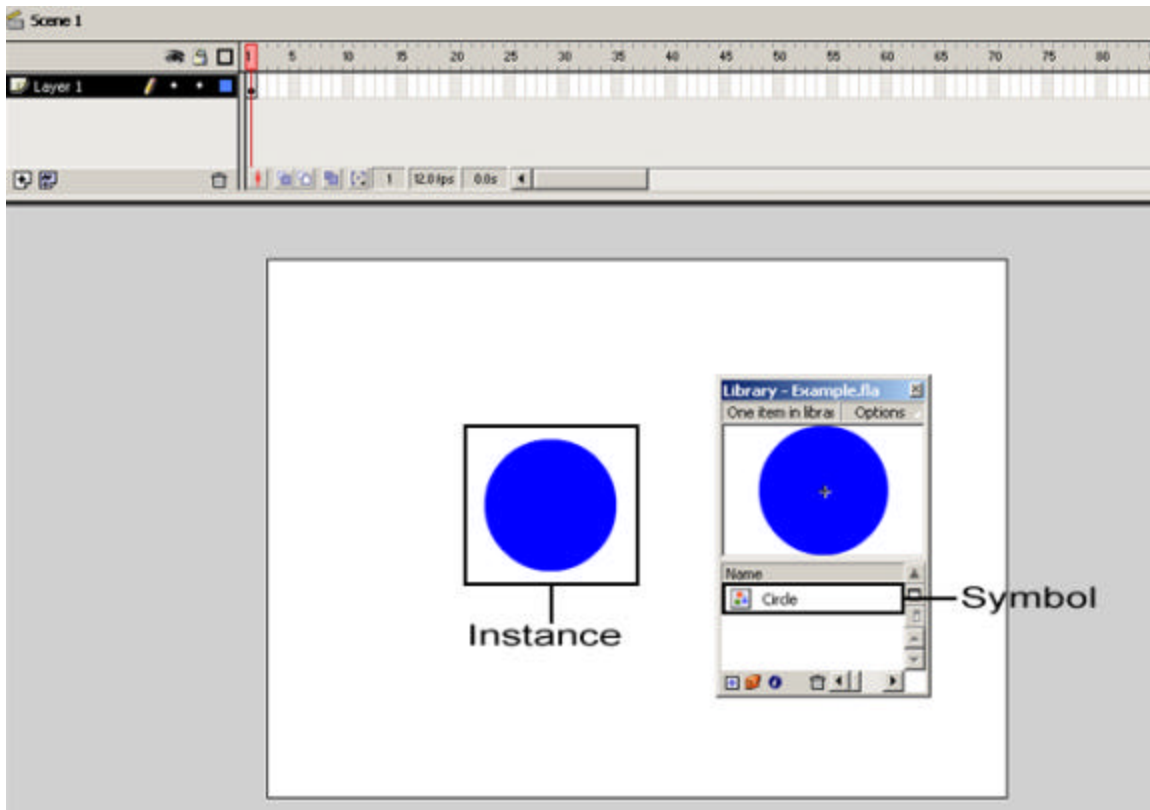 Scene 1
1 5 10 15 20 25 30 35 40 45 50 55 60 65 70 75 80
Layer 1
1 12.0 fps 0.0s
Library - Example.fla
One item in librar Options
Name
Circle
Symbol
Instance